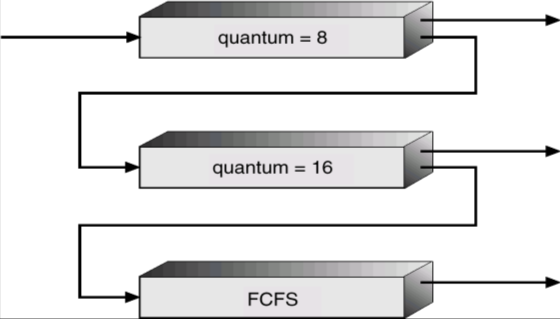 quantum = 8
quantum = 16
FCFS